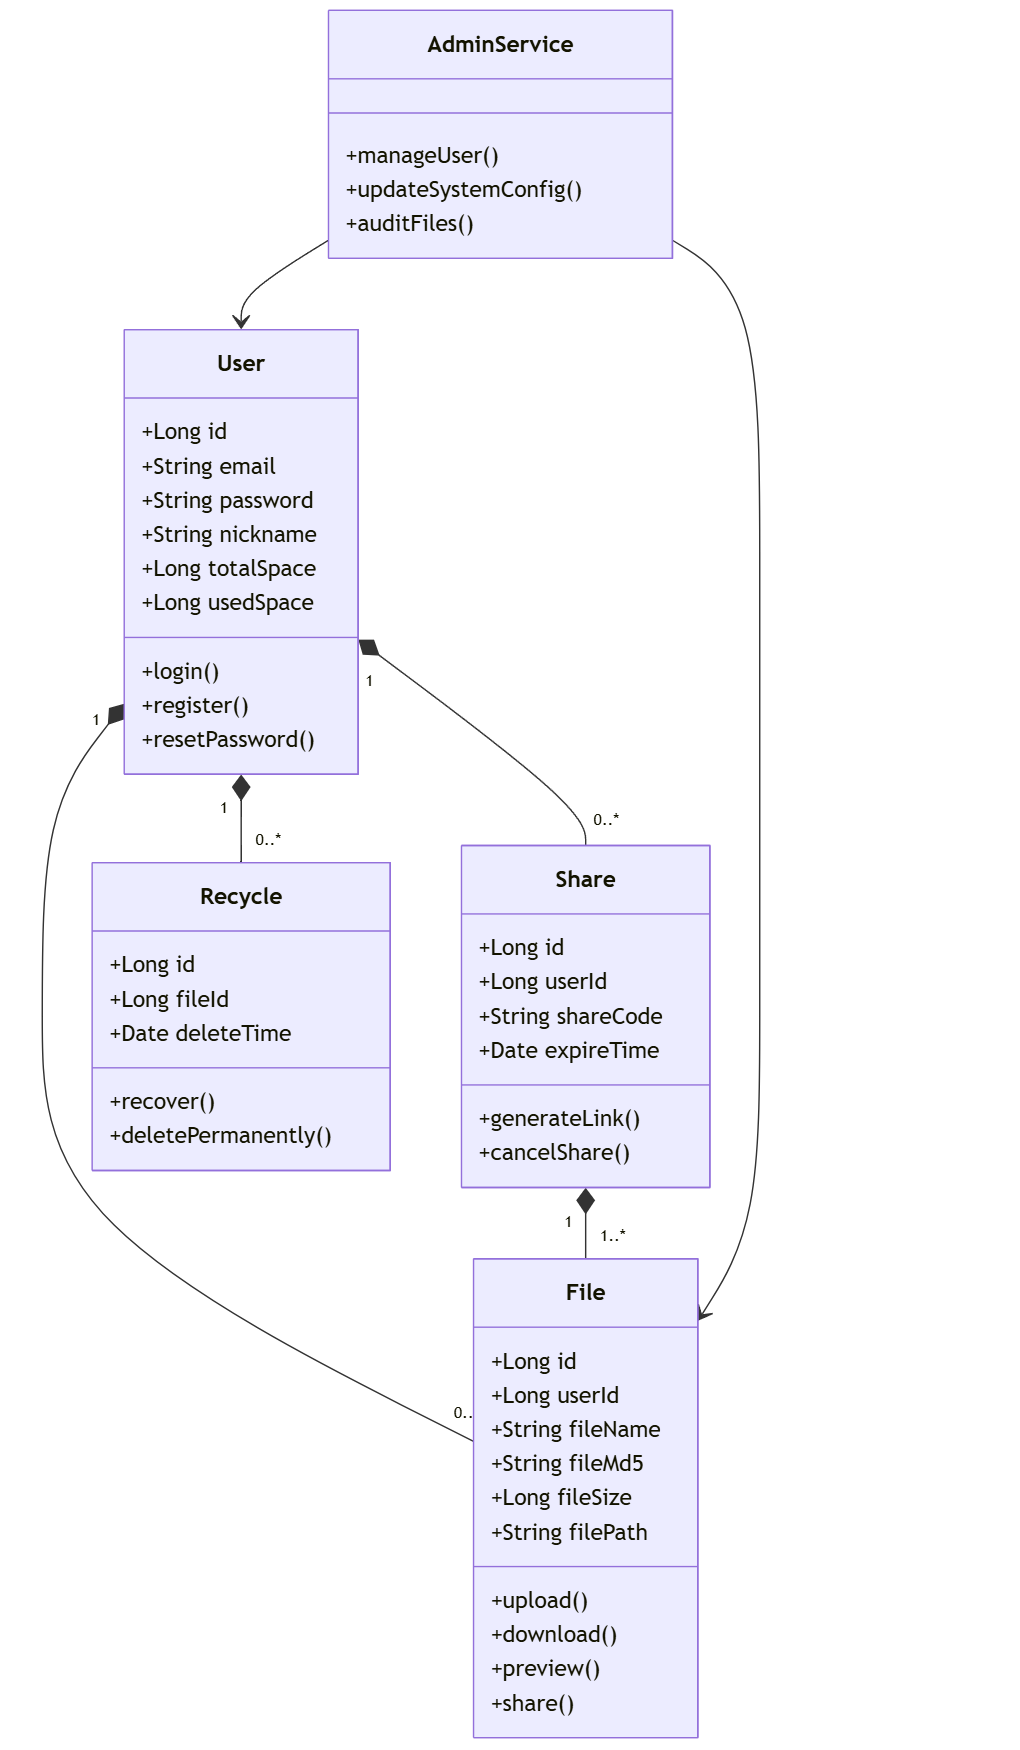 AdminService
+manageUser()
+updateSystemConfig()
+auditFiles()
User
+Long id
+String email
+String password
+String nickname
+Long totalSpace
+Long usedSpace
+login()
+register()
+resetPassword()
1
1
1
0..*
0..*
Recycle
+Long id
+Long fileId
+Date deleteTime
+recover()
+deletePermanently()
Share
+Long id
+Long userId
+String shareCode
+Date expireTime
+generateLink()
+cancelShare()
1
1..*
File
+Long id
+Long userId
+String fileName
+String fileMd5
+Long fileSize
+String filePath
+upload()
+download()
+preview()
+share()
0..